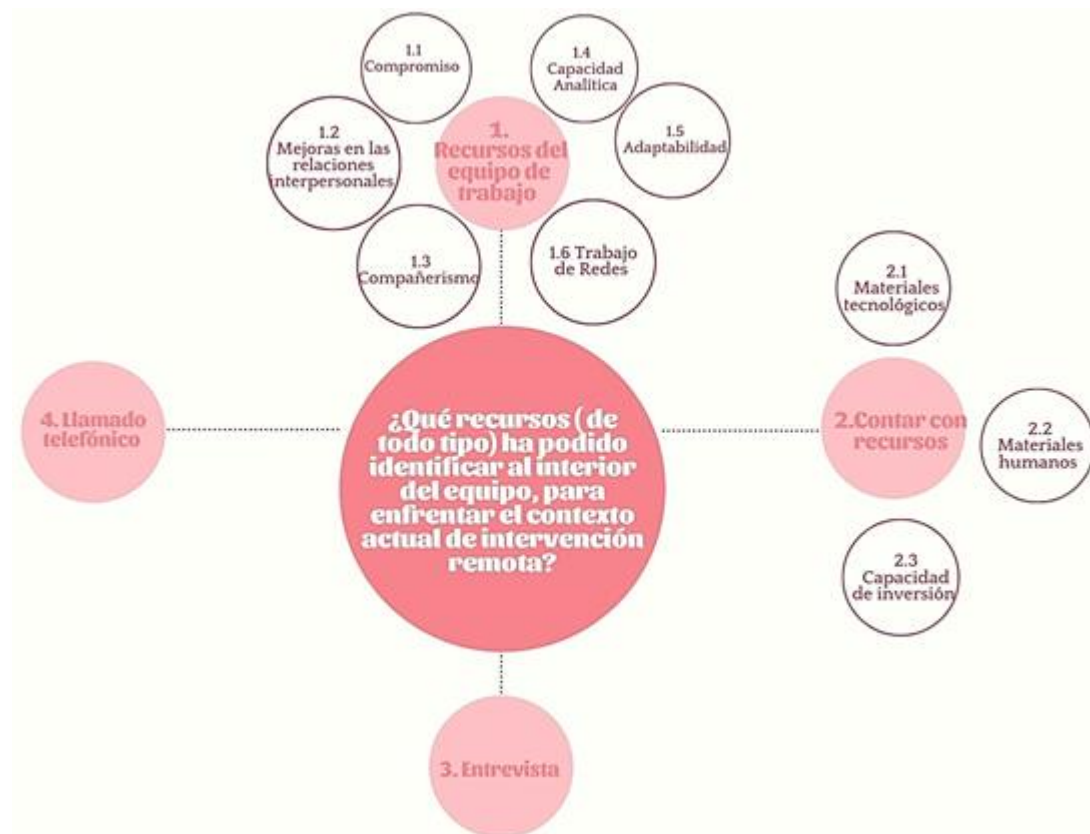 1.1
Compromiso
1.2
Mejoras en las
relaciones
interpersonales
1.3
Compañerismo
1.
Recursos del
equipo de
trabajo
1.4
Capacidad
Analítica
1.5
Adaptabilidad
1.6 Trabajo
de Redes
2.1
Materiales
tecnológicos
2.Contar con
recursos
2.2
Materiales
humanos
2.3
Capacidad
de inversión
4. Llamado
telefónico
¿Qué recursos ( de
todo tipo) ha podido
identificar al interior
del equipo, para
enfrentar el contexto
actual de intervención
remota?
3. Entrevista